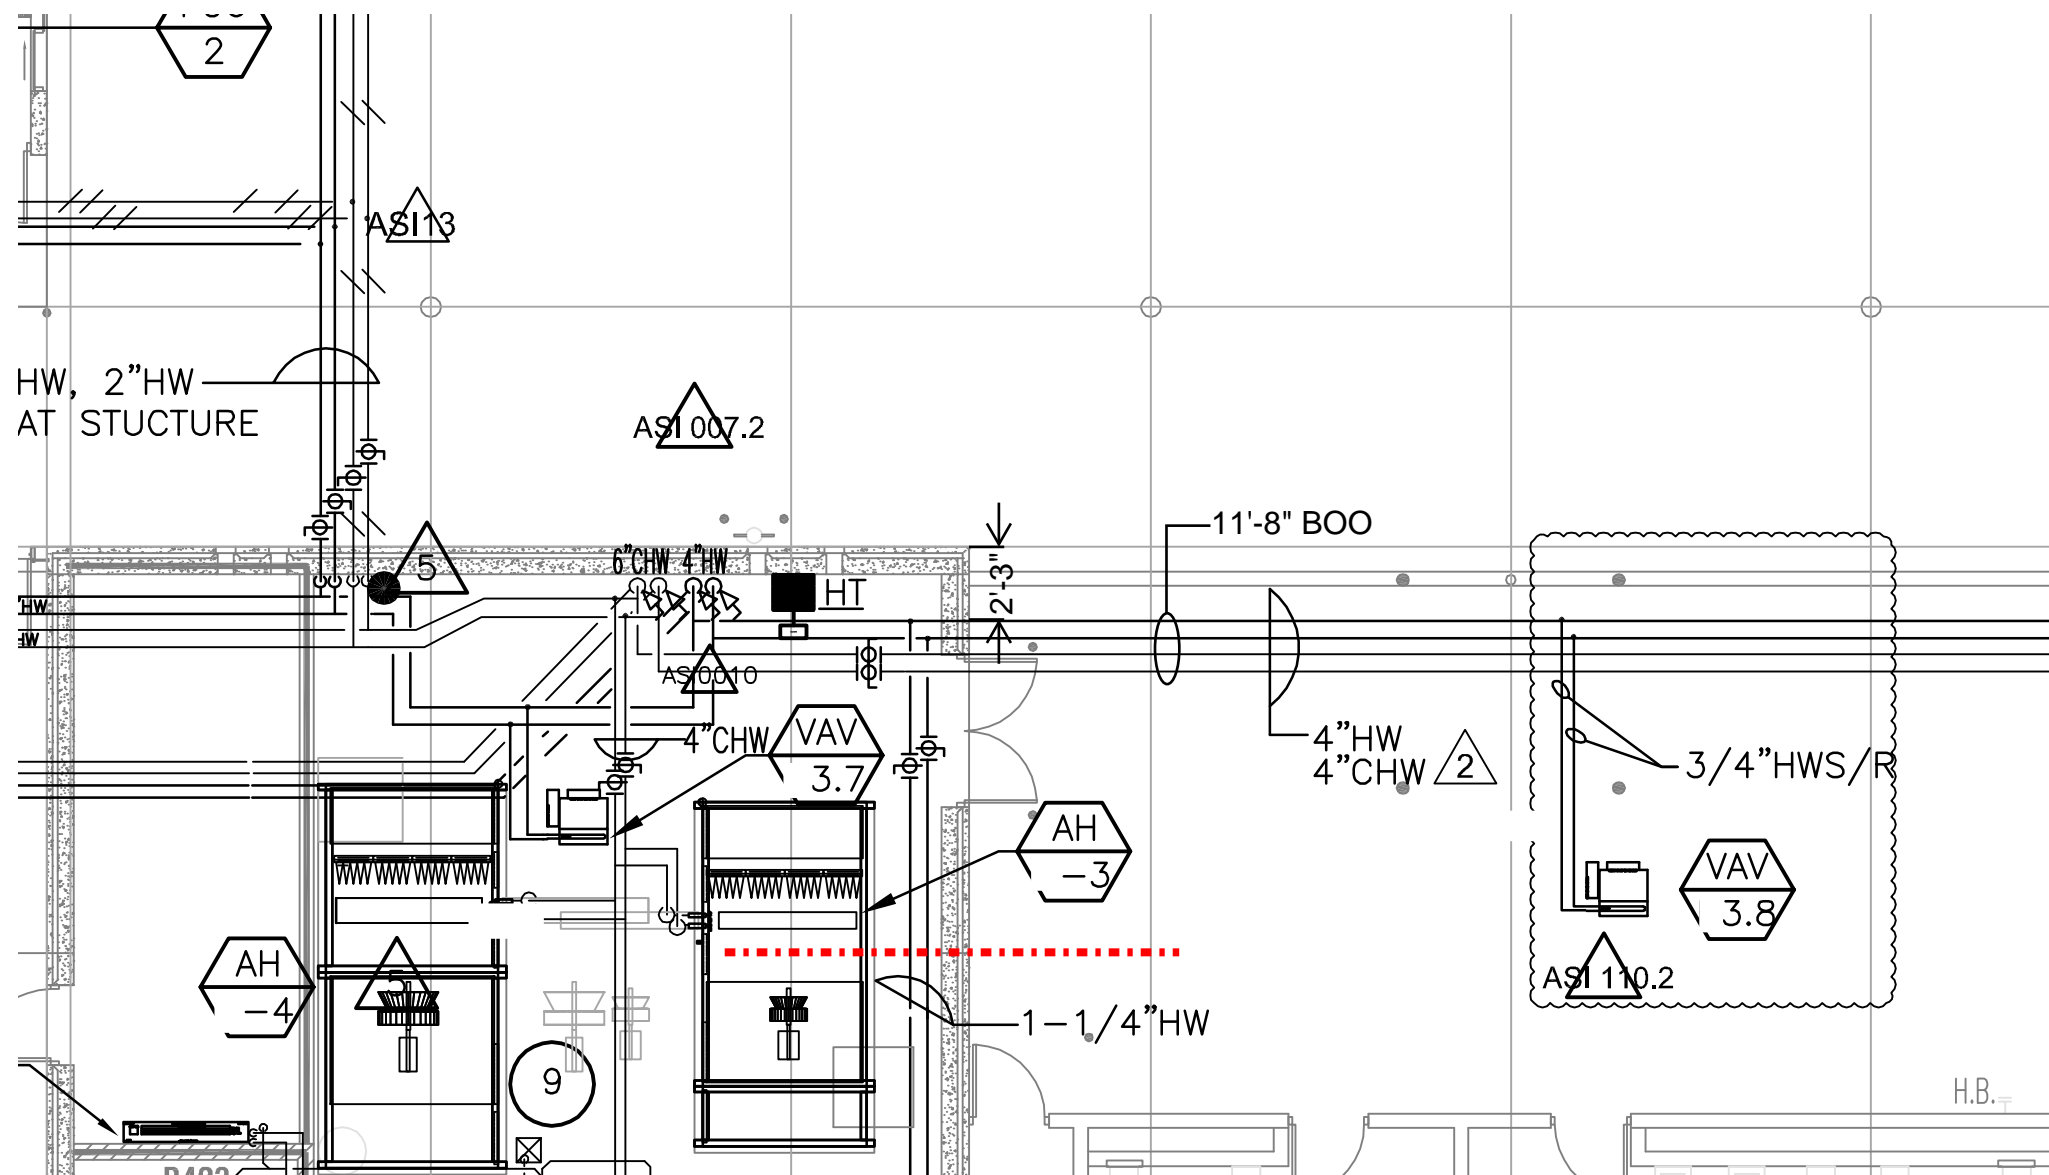 2
ASI 13
HW, 2"HW
AT STUCTURE
ASI 007.2
11'-8" BOO
5
6"CHW 4"HW
HT
2'-3"
HW
HW
ASI 0010
4"CHW
VAV
3.7
4"HW
4"CHW
2
3/4"HWS/R
AH
-3
VAV
3.8
AH
-4
5
ASI 110.2
1-1/4"HW
9
H.B.